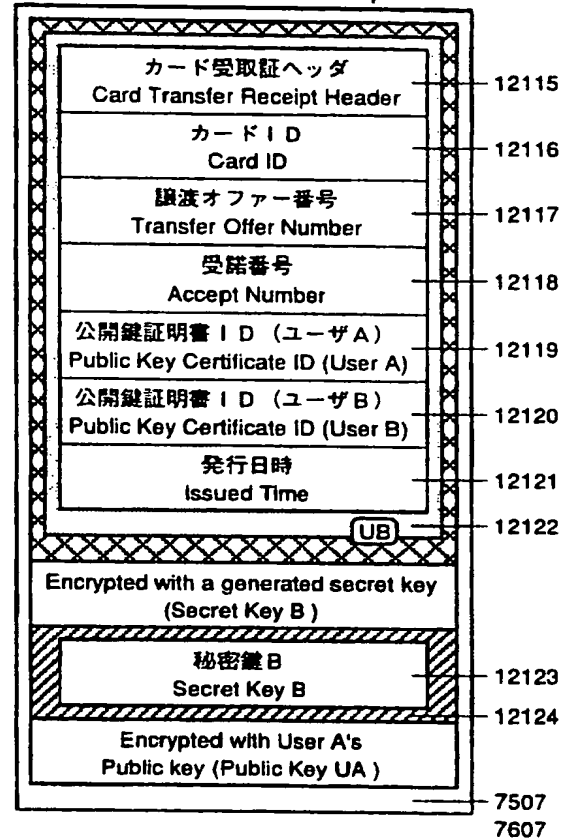 カード受取証ヘッダ
Card Transfer Receipt Header
12115
カードID
Card ID
12116
譲渡オファー番号
Transfer Offer Number
12117
受諾番号
Accept Number
12118
公開鍵証明書ID (ユーザA)
Public Key Certificate ID (User A)
12119
公開鍵証明書ID (ユーザB)
Public Key Certificate ID (User B)
12120
発行日時
Issued Time
12121
UB
12122
Encrypted with a generated secret key
(Secret Key B )
秘密鍵B
Secret Key B
12123
12124
Encrypted with User A's
Public key (Public Key UA )
7507
7607